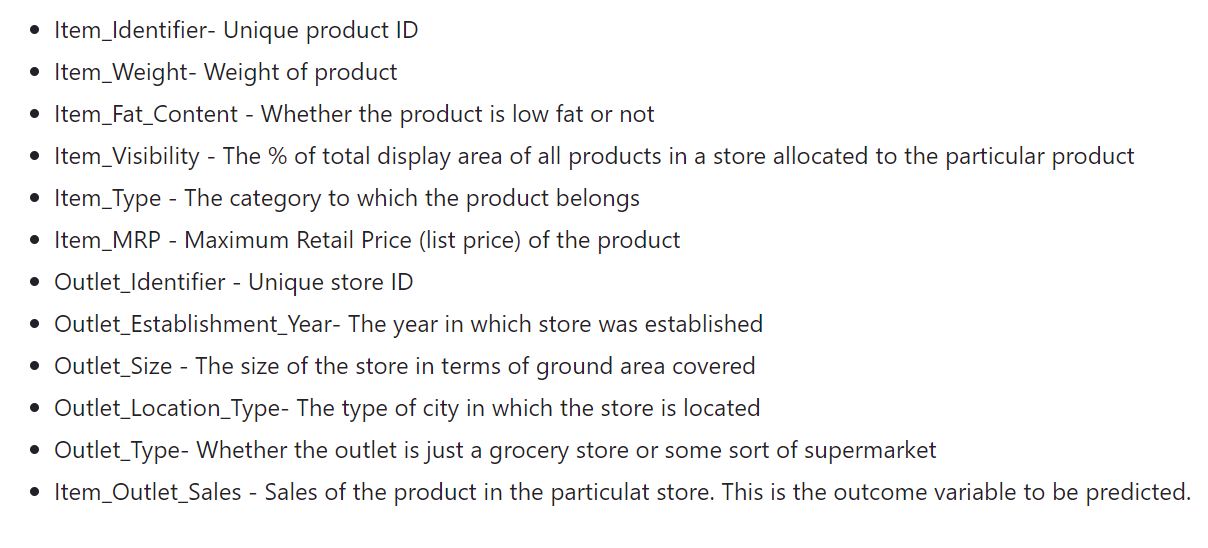 • Item_Identifier- Unique product ID
• Item_Weight- Weight of product
• Item_Fat_Content - Whether the product is low fat or not
• Item_Visibility - The % of total display area of all products in a store allocated to the particular product
• Item_Type - The category to which the product belongs
• Item_MRP - Maximum Retail Price (list price) of the product
• Outlet_Identifier - Unique store ID
• Outlet_Establishment_Year- The year in which store was established
• Outlet_Size - The size of the store in terms of ground area covered
• Outlet_Location_Type- The type of city in which the store is located
• Outlet_Type- Whether the outlet is just a grocery store or some sort of supermarket
• Item_Outlet_Sales - Sales of the product in the particulat store. This is the outcome variable to be predicted.